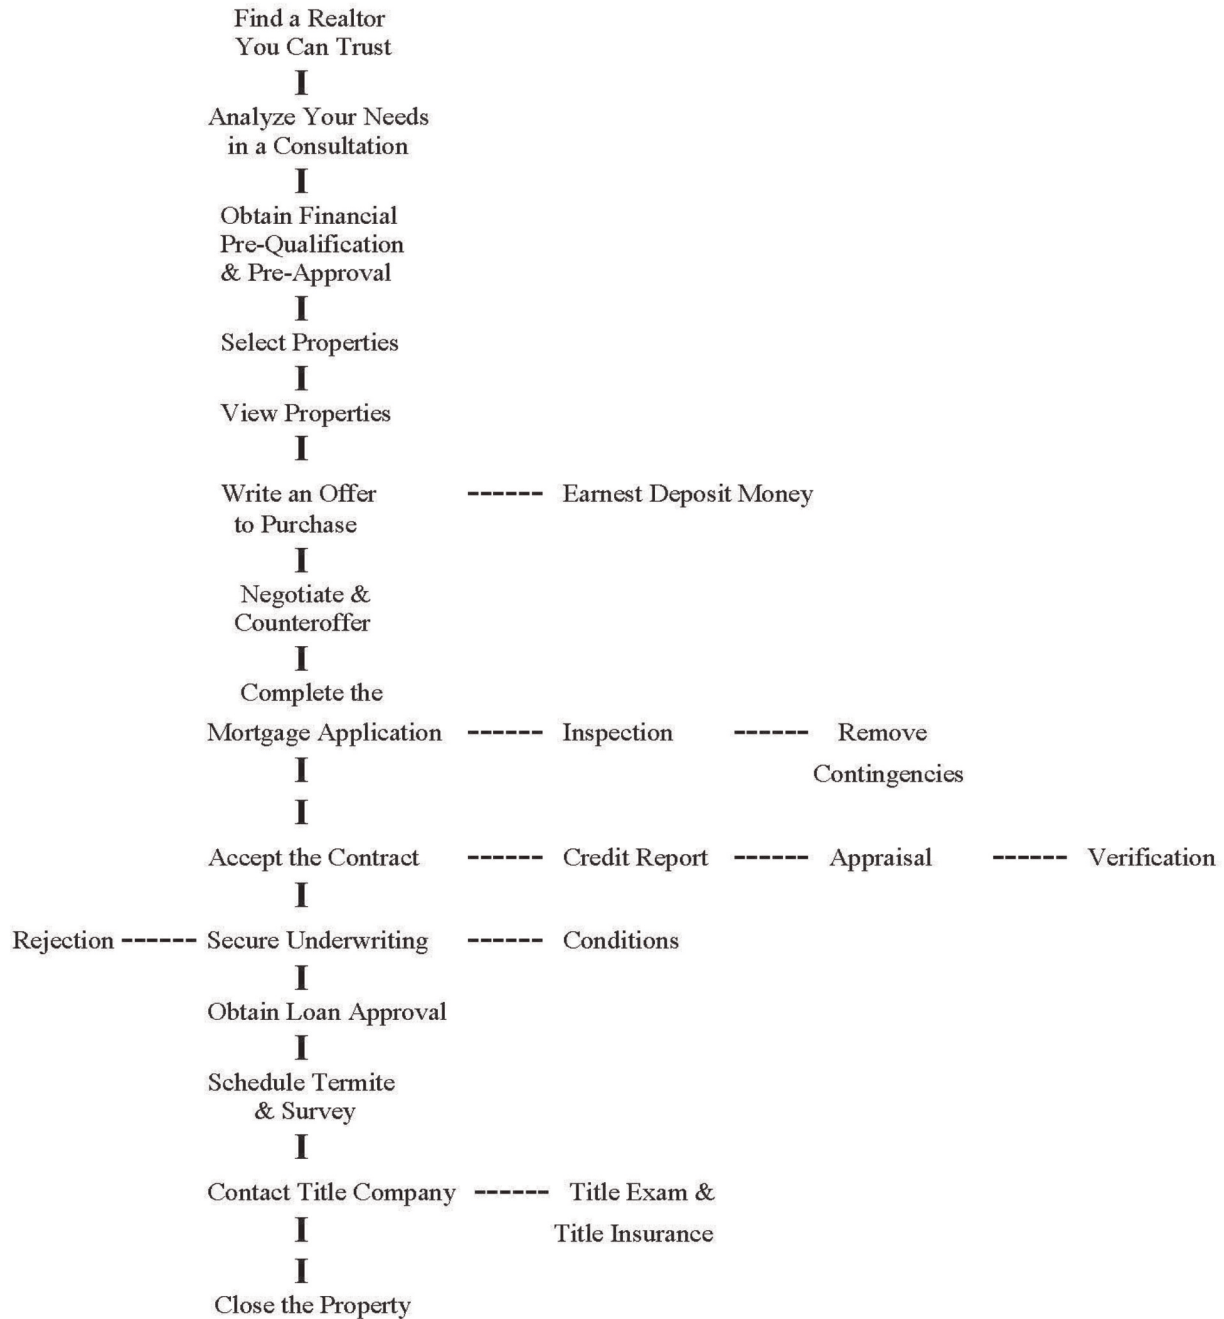 Find a Realtor
You Can Trust
I
Analyze Your Needs
in a Consultation
I
Obtain Financial
Pre-Qualification
& Pre-Approval
I
Select Properties
I
View Properties
I
Write an Offer ------ Earnest Deposit Money
to Purchase
I
Negotiate &
Counteroffer
I
Complete the
Mortgage Application ------ Inspection ------ Remove
I Contingencies
I
Accept the Contract ------ Credit Report ------ Appraisal ------ Verification
I
Rejection ------ Secure Underwriting ------ Conditions
I
Obtain Loan Approval
I
Schedule Termite
& Survey
I
Contact Title Company ------ Title Exam &
I Title Insurance
I
Close the Property